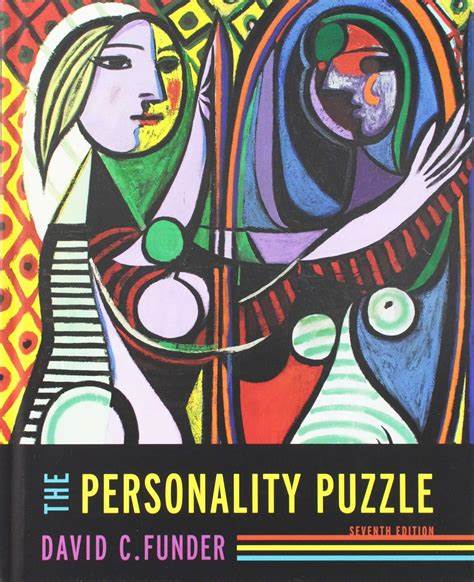 THE PERSONALITY PUZZLE
SEVENTH EDITION
DAVID C. FUNDER